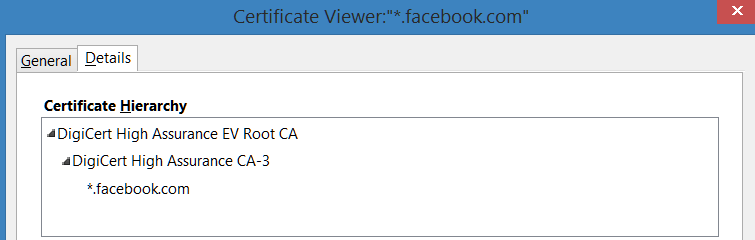 Certificate Viewer:"*.facebook.com"
General
Details
Certificate Hierarchy
DigiCert High Assurance EV Root CA
DigiCert High Assurance CA-3
*.facebook.com